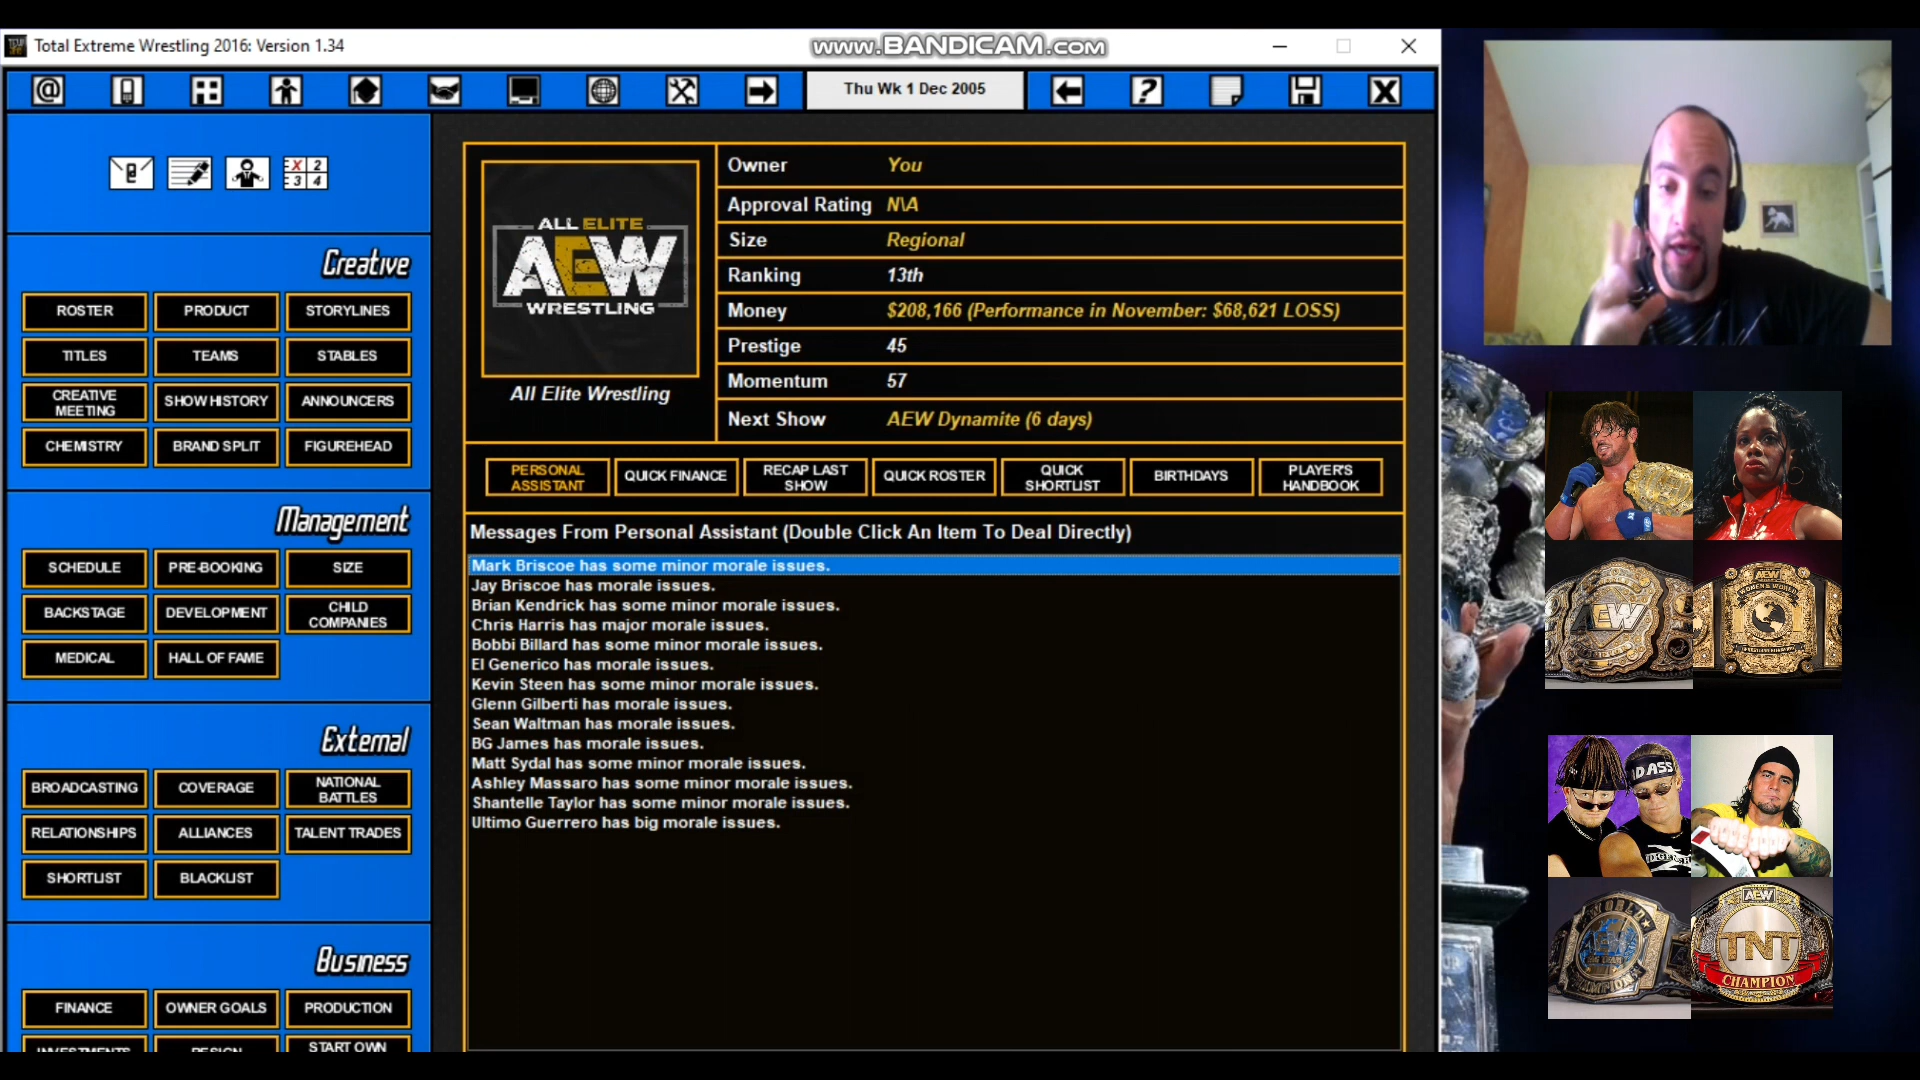 Total Extreme Wrestling 2016: Version 1.34
www.BANDICAM.com
Thu Wk 1 Dec 2005
Creative
ROSTER PRODUCT STORYLINES
TITLES TEAMS STABLES
CREATIVE MEETING SHOW HISTORY ANNOUNCERS
CHEMISTRY BRAND SPLIT FIGUREHEAD
Management
SCHEDULE PRE-BOOKING SIZE
BACKSTAGE DEVELOPMENT CHILD COMPANIES
MEDICAL HALL OF FAME
External
BROADCASTING COVERAGE NATIONAL BATTLES
RELATIONSHIPS ALLIANCES TALENT TRADES
SHORTLIST BLACKLIST
Business
FINANCE OWNER GOALS PRODUCTION
INVESTMENTS DESIGN START OWN
ALL ELITE
AEW
WRESTLING
All Elite Wrestling
Owner You
Approval Rating N\A
Size Regional
Ranking 13th
Money $208,166 (Performance in November: $68,621 LOSS)
Prestige 45
Momentum 57
Next Show AEW Dynamite (6 days)
PERSONAL ASSISTANT QUICK FINANCE RECAP LAST SHOW QUICK ROSTER QUICK SHORTLIST BIRTHDAYS PLAYER'S HANDBOOK
Messages From Personal Assistant (Double Click An Item To Deal Directly)
Mark Briscoe has some minor morale issues.
Jay Briscoe has morale issues.
Brian Kendrick has some minor morale issues.
Chris Harris has major morale issues.
Bobbi Billard has some minor morale issues.
El Generico has morale issues.
Kevin Steen has some minor morale issues.
Glenn Gilberti has morale issues.
Sean Waltman has morale issues.
BG James has morale issues.
Matt Sydal has some minor morale issues.
Ashley Massaro has some minor morale issues.
Shantelle Taylor has some minor morale issues.
Ultimo Guerrero has big morale issues.
AEW
AEW
DASS
AEW
TNT
CHAMPION